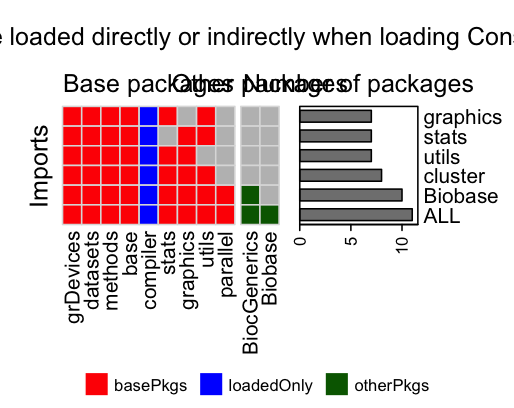 e loaded directly or indirectly when loading Cons
Base packages
Other packages
Number of packages
Imports
graphics
stats
utils
cluster
Biobase
ALL
0
5
10
grDevices
datasets
methods
base
compiler
stats
graphics
utils
parallel
BiocGenerics
Biobase
basePkgs
loadedOnly
otherPkgs